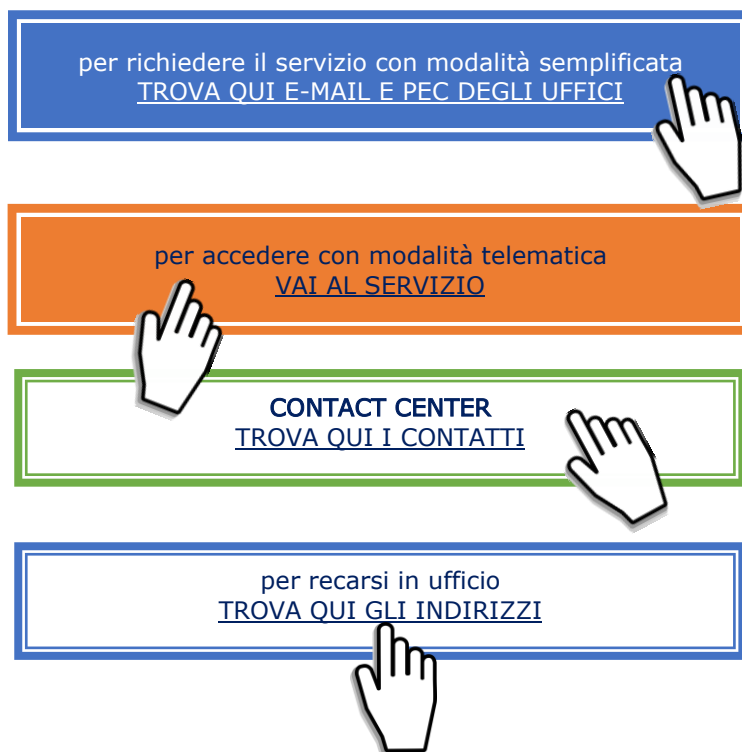 per richiedere il servizio con modalità semplificata
TROVA QUI E-MAIL E PEC DEGLI UFFICI
per accedere con modalità telematica
VAI AL SERVIZIO
CONTACT CENTER
TROVA QUI I CONTATTI
per recarsi in ufficio
TROVA QUI GLI INDIRIZZI